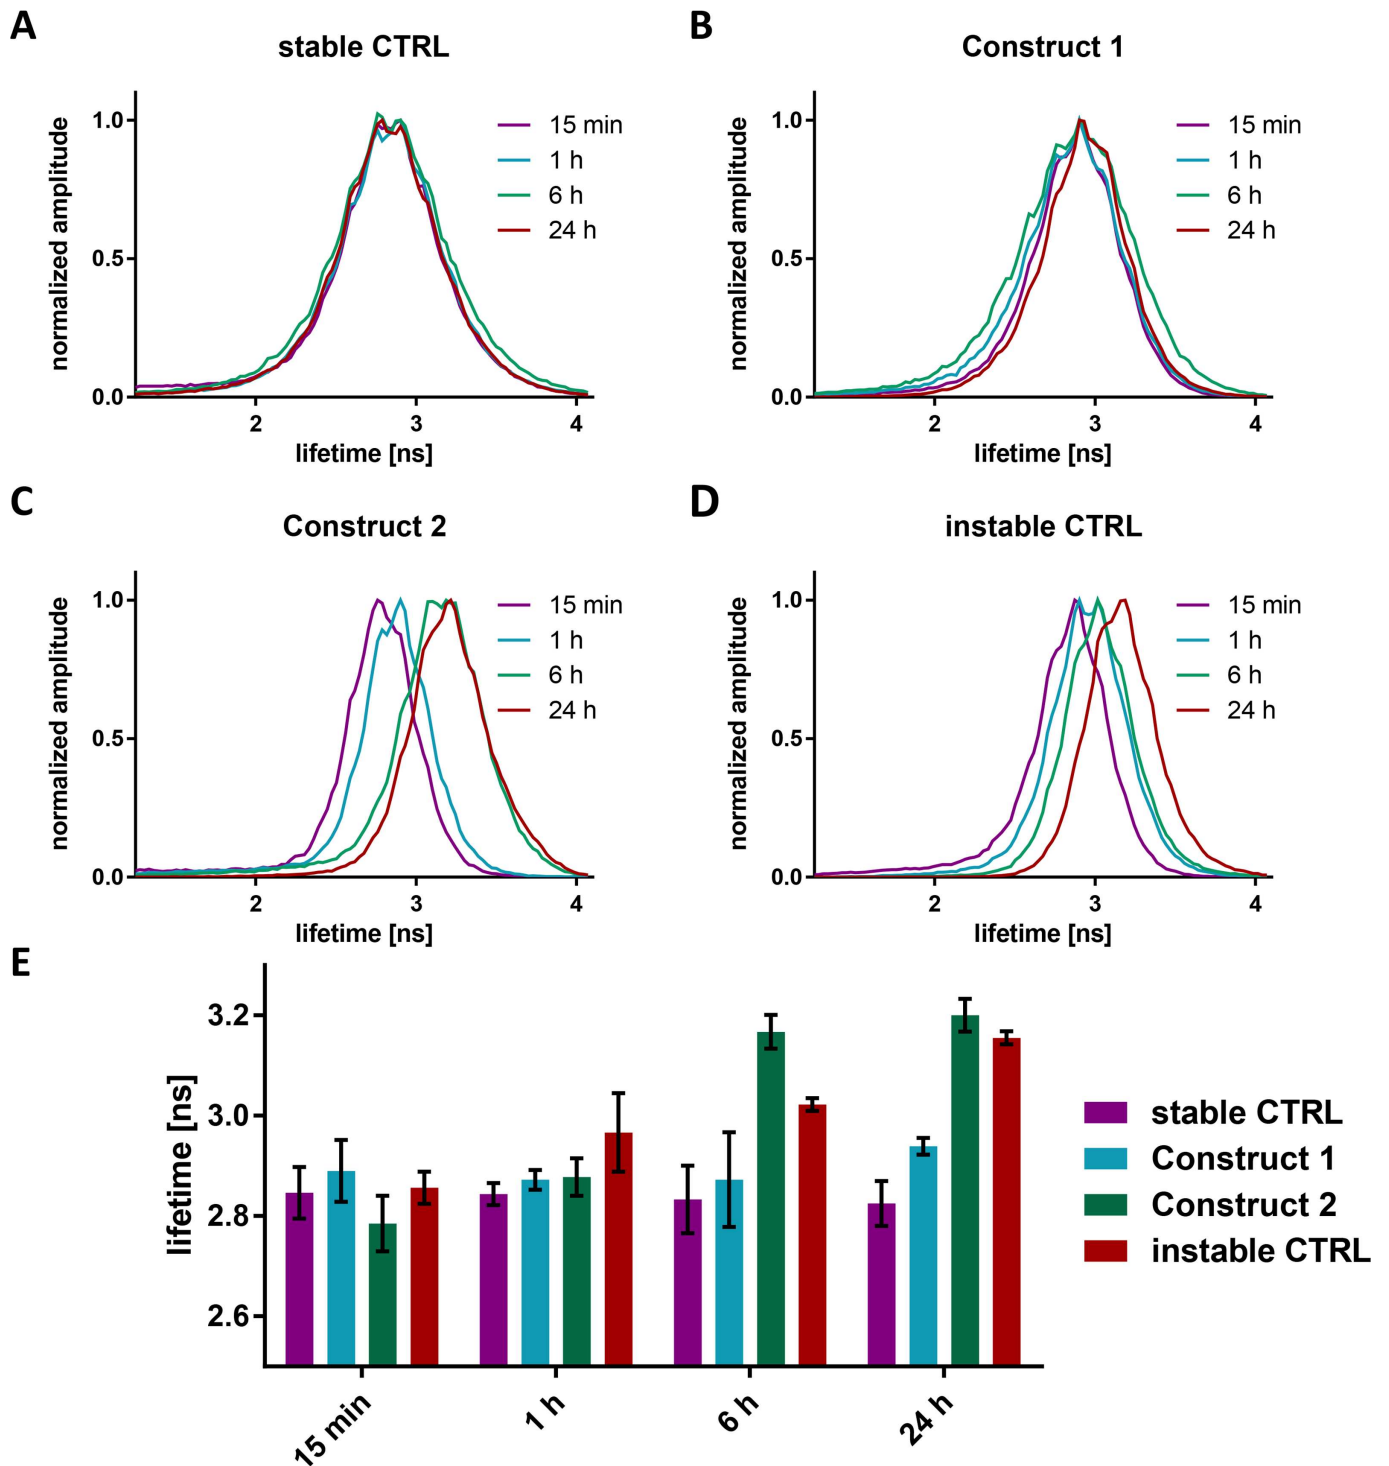 A
stable CTRL
normalized amplitude
1.0
0.5
0.0
2
3
4
lifetime [ns]
15 min
1 h
6 h
24 h
B
Construct 1
normalized amplitude
1.0
0.5
0.0
2
3
4
lifetime [ns]
15 min
1 h
6 h
24 h
C
Construct 2
normalized amplitude
1.0
0.5
0.0
2
3
4
lifetime [ns]
15 min
1 h
6 h
24 h
D
instable CTRL
normalized amplitude
1.0
0.5
0.0
2
3
4
lifetime [ns]
15 min
1 h
6 h
24 h
E
lifetime [ns]
3.2
3.0
2.8
2.6
15 min
1 h
6 h
24 h
stable CTRL
Construct 1
Construct 2
instable CTRL